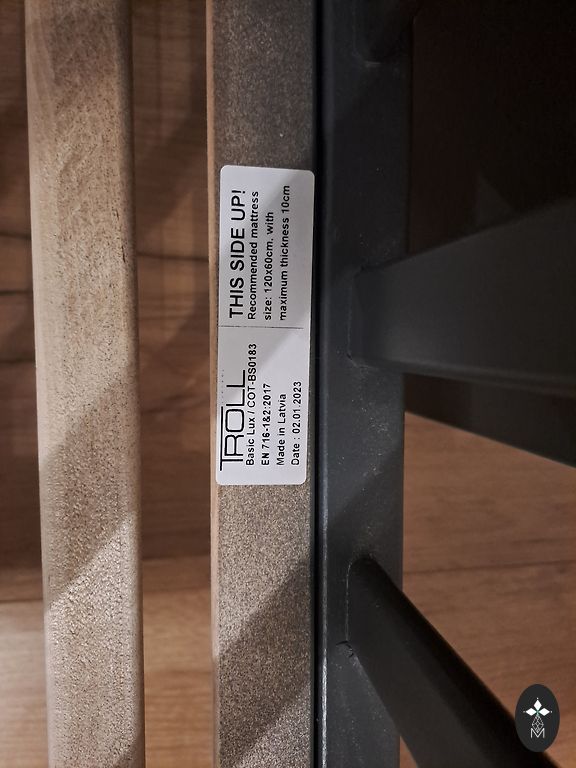 TROLL
Basic Lux / COT-BS0183
EN 716-1&2:2017
Made in Latvia
Date : 02.01.2023
THIS SIDE UP!
Recommended mattress
size: 120x60cm. with
maximum thickness 10cm
M